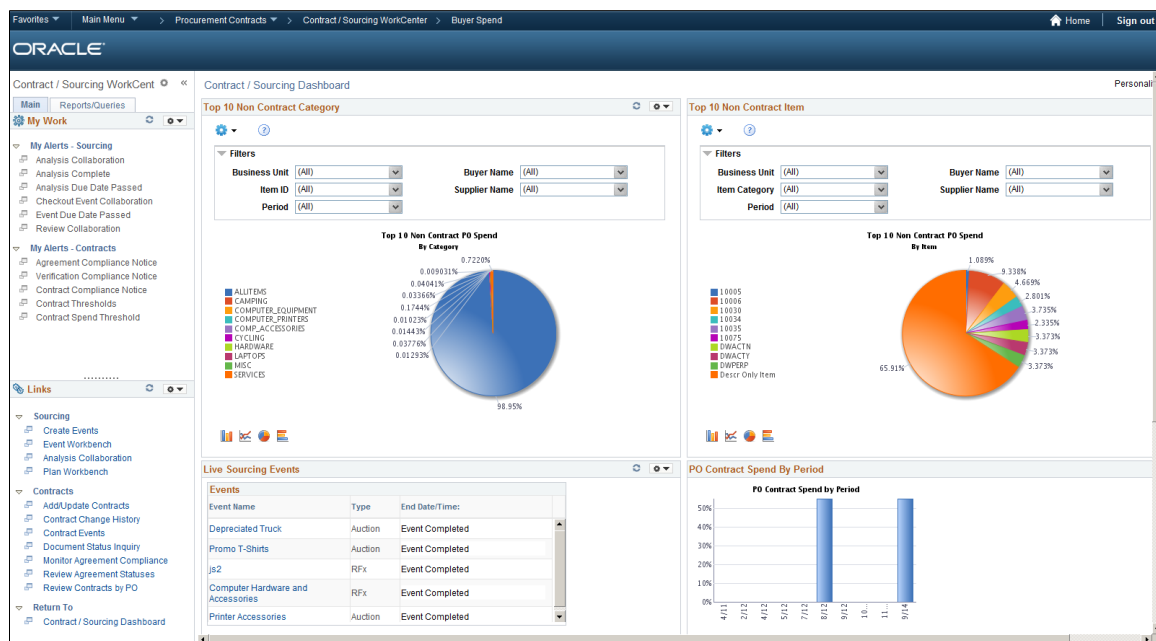 Favorites Main Menu > Procurement Contracts > Contract / Sourcing WorkCenter > Buyer Spend Home Sign out
ORACLE
Contract / Sourcing WorkCent «
Main Reports/Queries
My Work
My Alerts - Sourcing
Analysis Collaboration
Analysis Complete
Analysis Due Date Passed
Checkout Event Collaboration
Event Due Date Passed
Review Collaboration
My Alerts - Contracts
Agreement Compliance Notice
Verification Compliance Notice
Contract Compliance Notice
Contract Thresholds
Contract Spend Threshold
Links
Sourcing
Create Events
Event Workbench
Analysis Collaboration
Plan Workbench
Contracts
Add/Update Contracts
Contract Change History
Contract Events
Document Status Inquiry
Monitor Agreement Compliance
Review Agreement Statuses
Review Contracts by PO
Return To
Contract / Sourcing Dashboard
Contract / Sourcing Dashboard
Personali
Top 10 Non Contract Category
Filters
Business Unit (All) Buyer Name (All)
Item ID (All) Supplier Name (All)
Period (All)
Top 10 Non Contract PO Spend
By Category
ALLITEMS
CAMPING
COMPUTER_EQUIPMENT
COMPUTER_PRINTERS
COMP_ACCESSORIES
CYCLING
HARDWARE
LAPTOPS
MISC
SERVICES
0.7220%
0.009031%
0.04041%
0.03366%
0.1744%
0.01023%
0.01443%
0.03776%
0.01293%
98.95%
Top 10 Non Contract Item
Filters
Business Unit (All) Buyer Name (All)
Item Category (All) Supplier Name (All)
Period (All)
Top 10 Non Contract PO Spend
By Item
10005
10006
10030
10034
10035
10075
DWACTN
DWACTY
DWPERP
Descr Only Item
1.089%
9.338%
4.669%
2.801%
3.735%
2.335%
3.373%
3.373%
3.373%
65.91%
Live Sourcing Events
Events
Event Name Type End Date/Time:
Depreciated Truck Auction Event Completed
Promo T-Shirts Auction Event Completed
js2 RFx Event Completed
Computer Hardware and Accessories RFx Event Completed
Printer Accessories Auction Event Completed
PO Contract Spend By Period
PO Contract Spend by Period
50%
40%
30%
20%
10%
0%
4/11 2/12 4/12 5/12 7/12 8/12 9/12 10... 11... 9/14